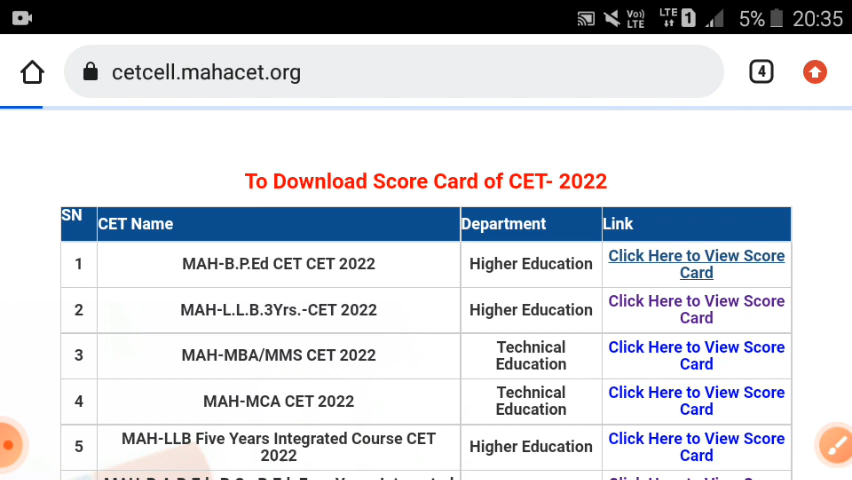 Vo)) LTE
LTE 1 5% 20:35
cetcell.mahacet.org
4
To Download Score Card of CET- 2022
SN CET Name Department Link
1 MAH-B.P.Ed CET CET 2022 Higher Education Click Here to View Score
Card
2 MAH-L.L.B.3Yrs.-CET 2022 Higher Education Click Here to View Score
Card
3 MAH-MBA/MMS CET 2022 Technical
Education Click Here to View Score
Card
4 MAH-MCA CET 2022 Technical
Education Click Here to View Score
Card
5 MAH-LLB Five Years Integrated Course CET
2022 Higher Education Click Here to View Score
Card